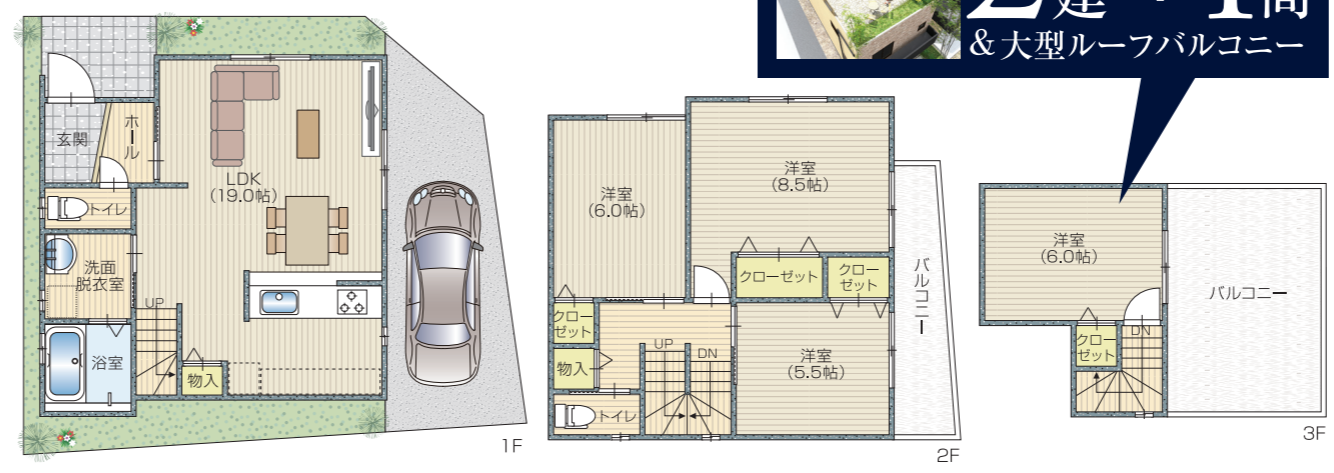 2建・1問
&大型ルーフバルコニー
玄関
ホール
LDK
(19.0帖)
トイレ
洗面
脱衣室
UP
浴室
物入
1F
洋室
(6.0帖)
洋室
(8.5帖)
クローゼット
クロー
ゼット
クロー
ゼット
物入
UP
DN
洋室
(5.5帖)
トイレ
バルコニー
2F
洋室
(6.0帖)
バルコニー
クロー
ゼット
DN
3F